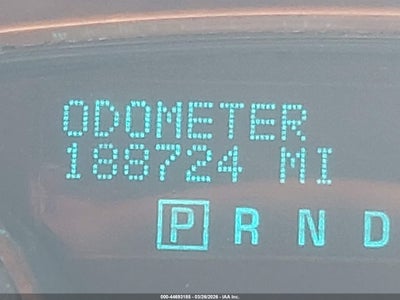 ODOMETER
188724 MI
P R N D
000-44693185 - 03/28/2026 - IAA Inc.